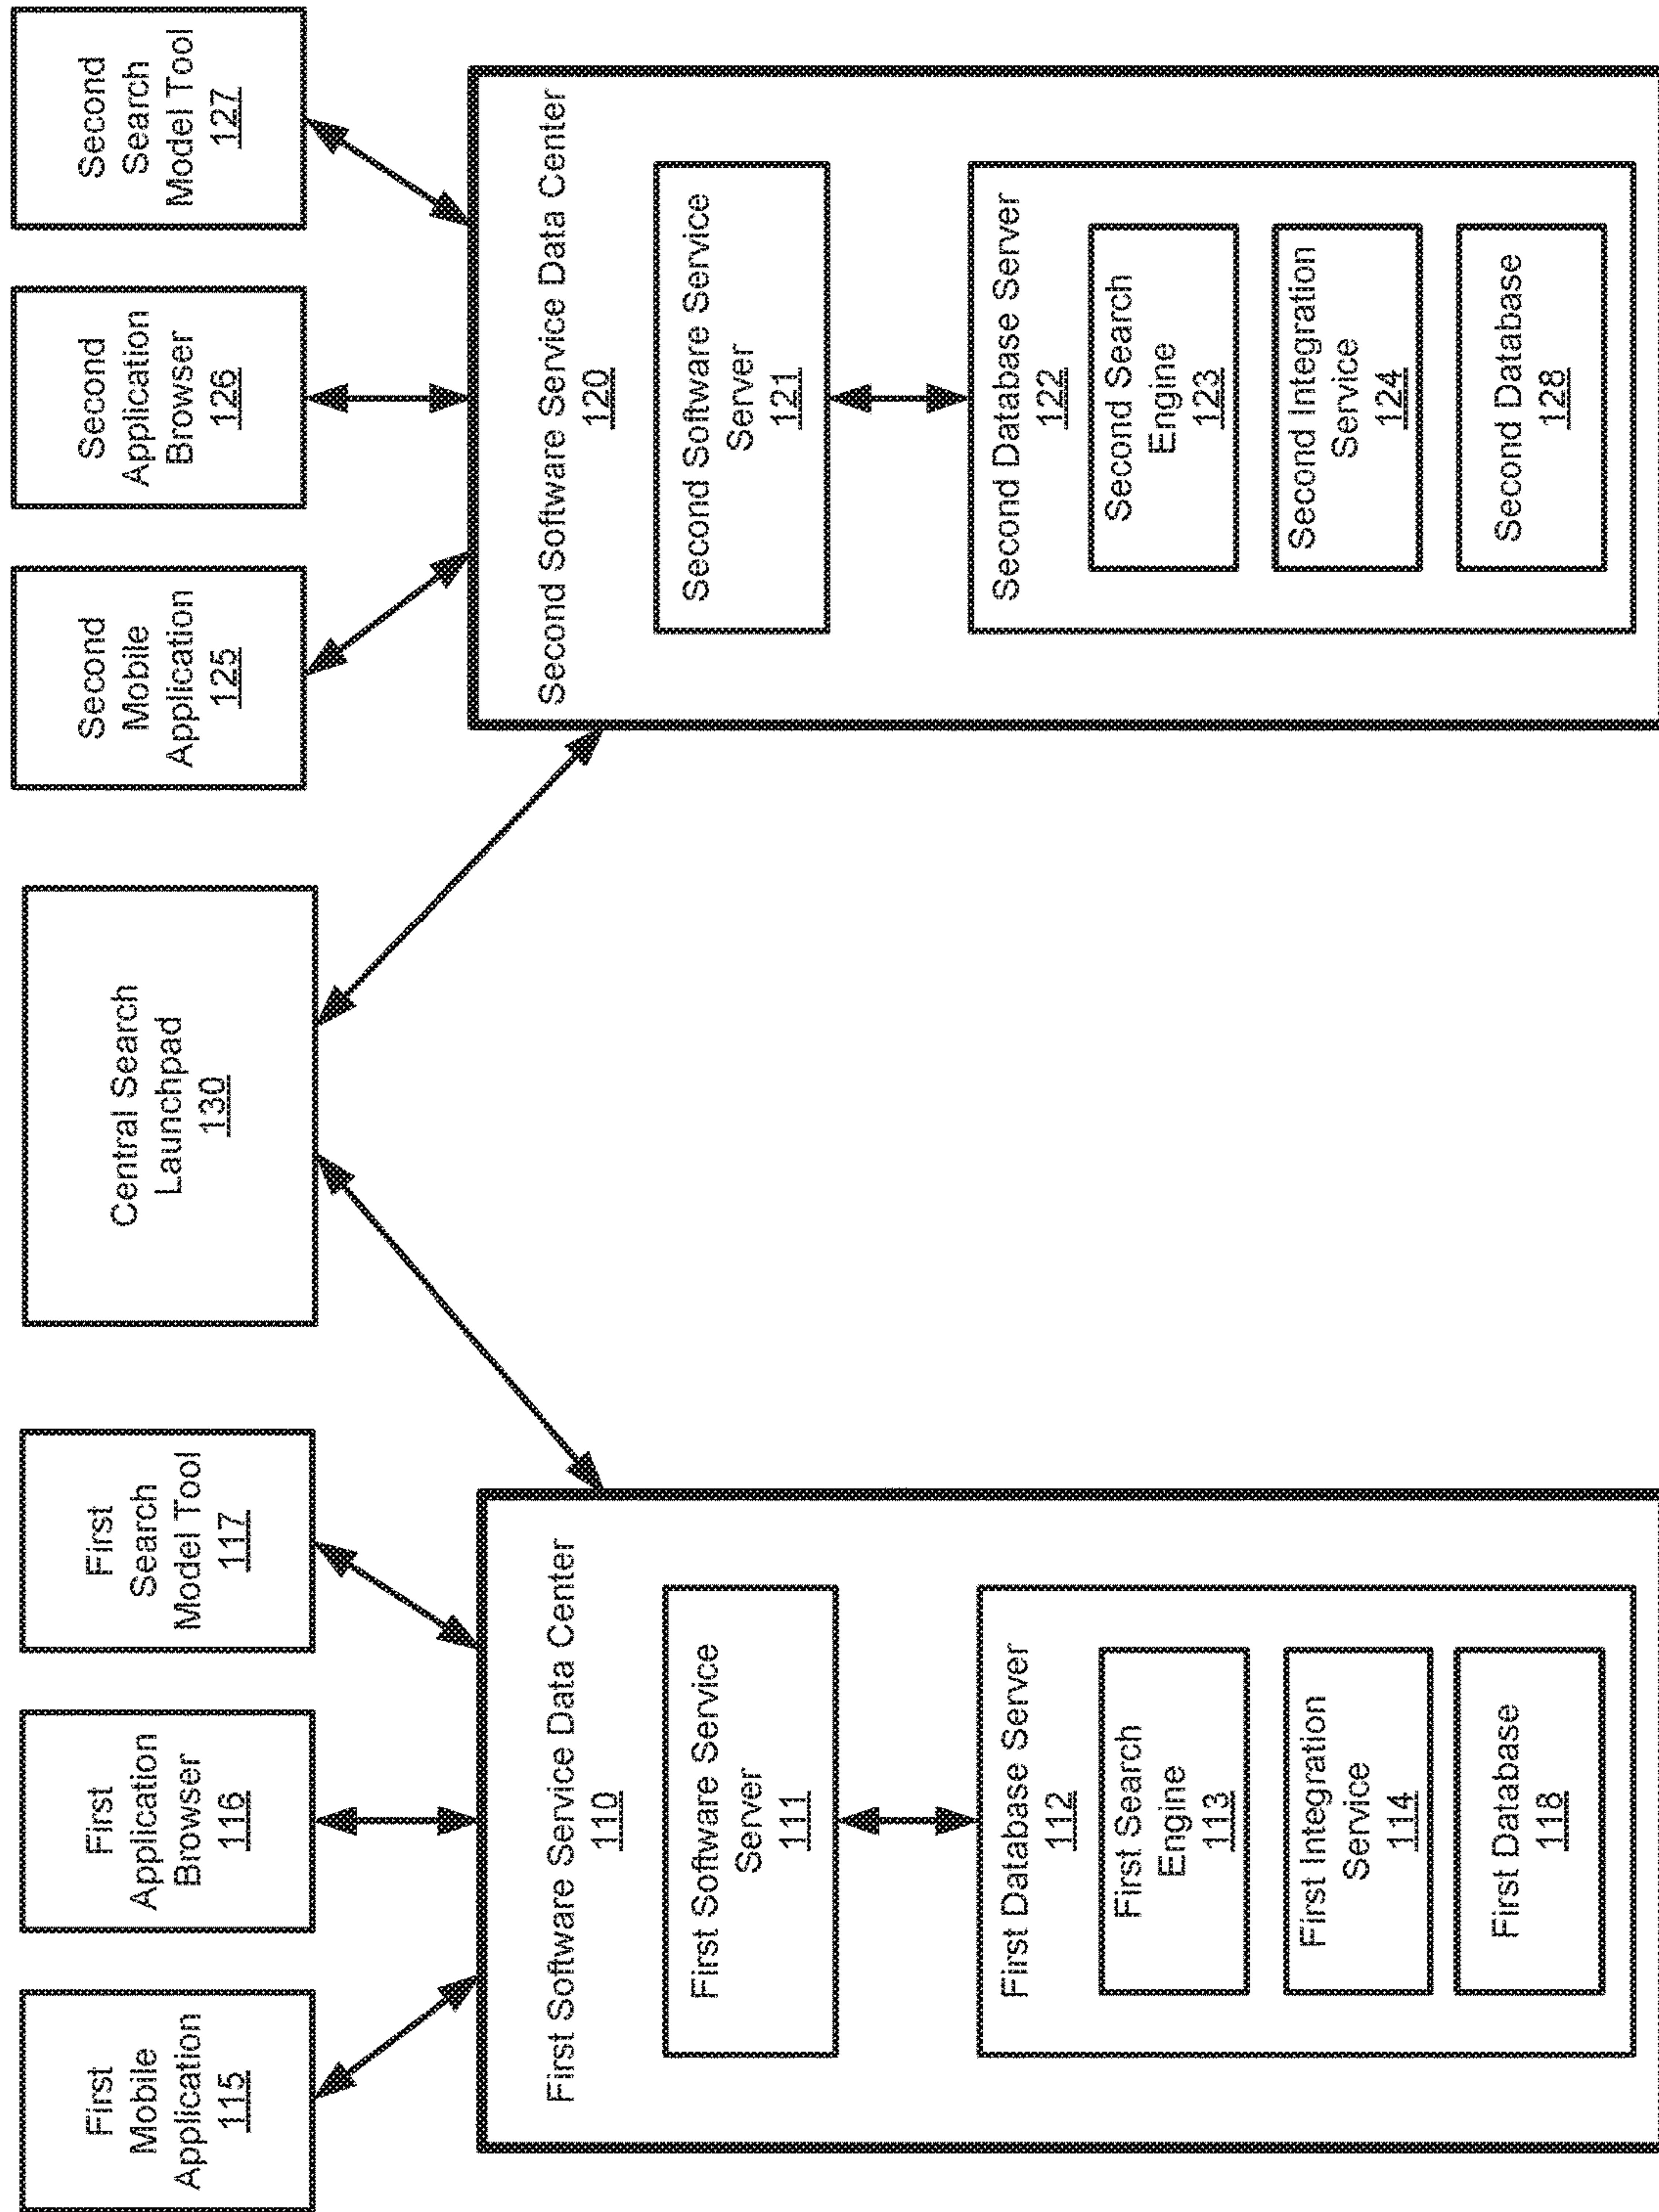 First
Mobile
Application
115
First
Application
Browser
116
First
Search
Model Tool
117
Central Search
Launchpad
130
Second
Mobile
Application
125
Second
Application
Browser
126
Second
Search
Model Tool
127
First Software Service Data Center
110
First Software Service
Server
111
First Database Server
112
First Search
Engine
113
First Integration
Service
114
First Database
118
Second Software Service Data Center
120
Second Software Service
Server
121
Second Database Server
122
Second Search
Engine
123
Second Integration
Service
124
Second Database
128